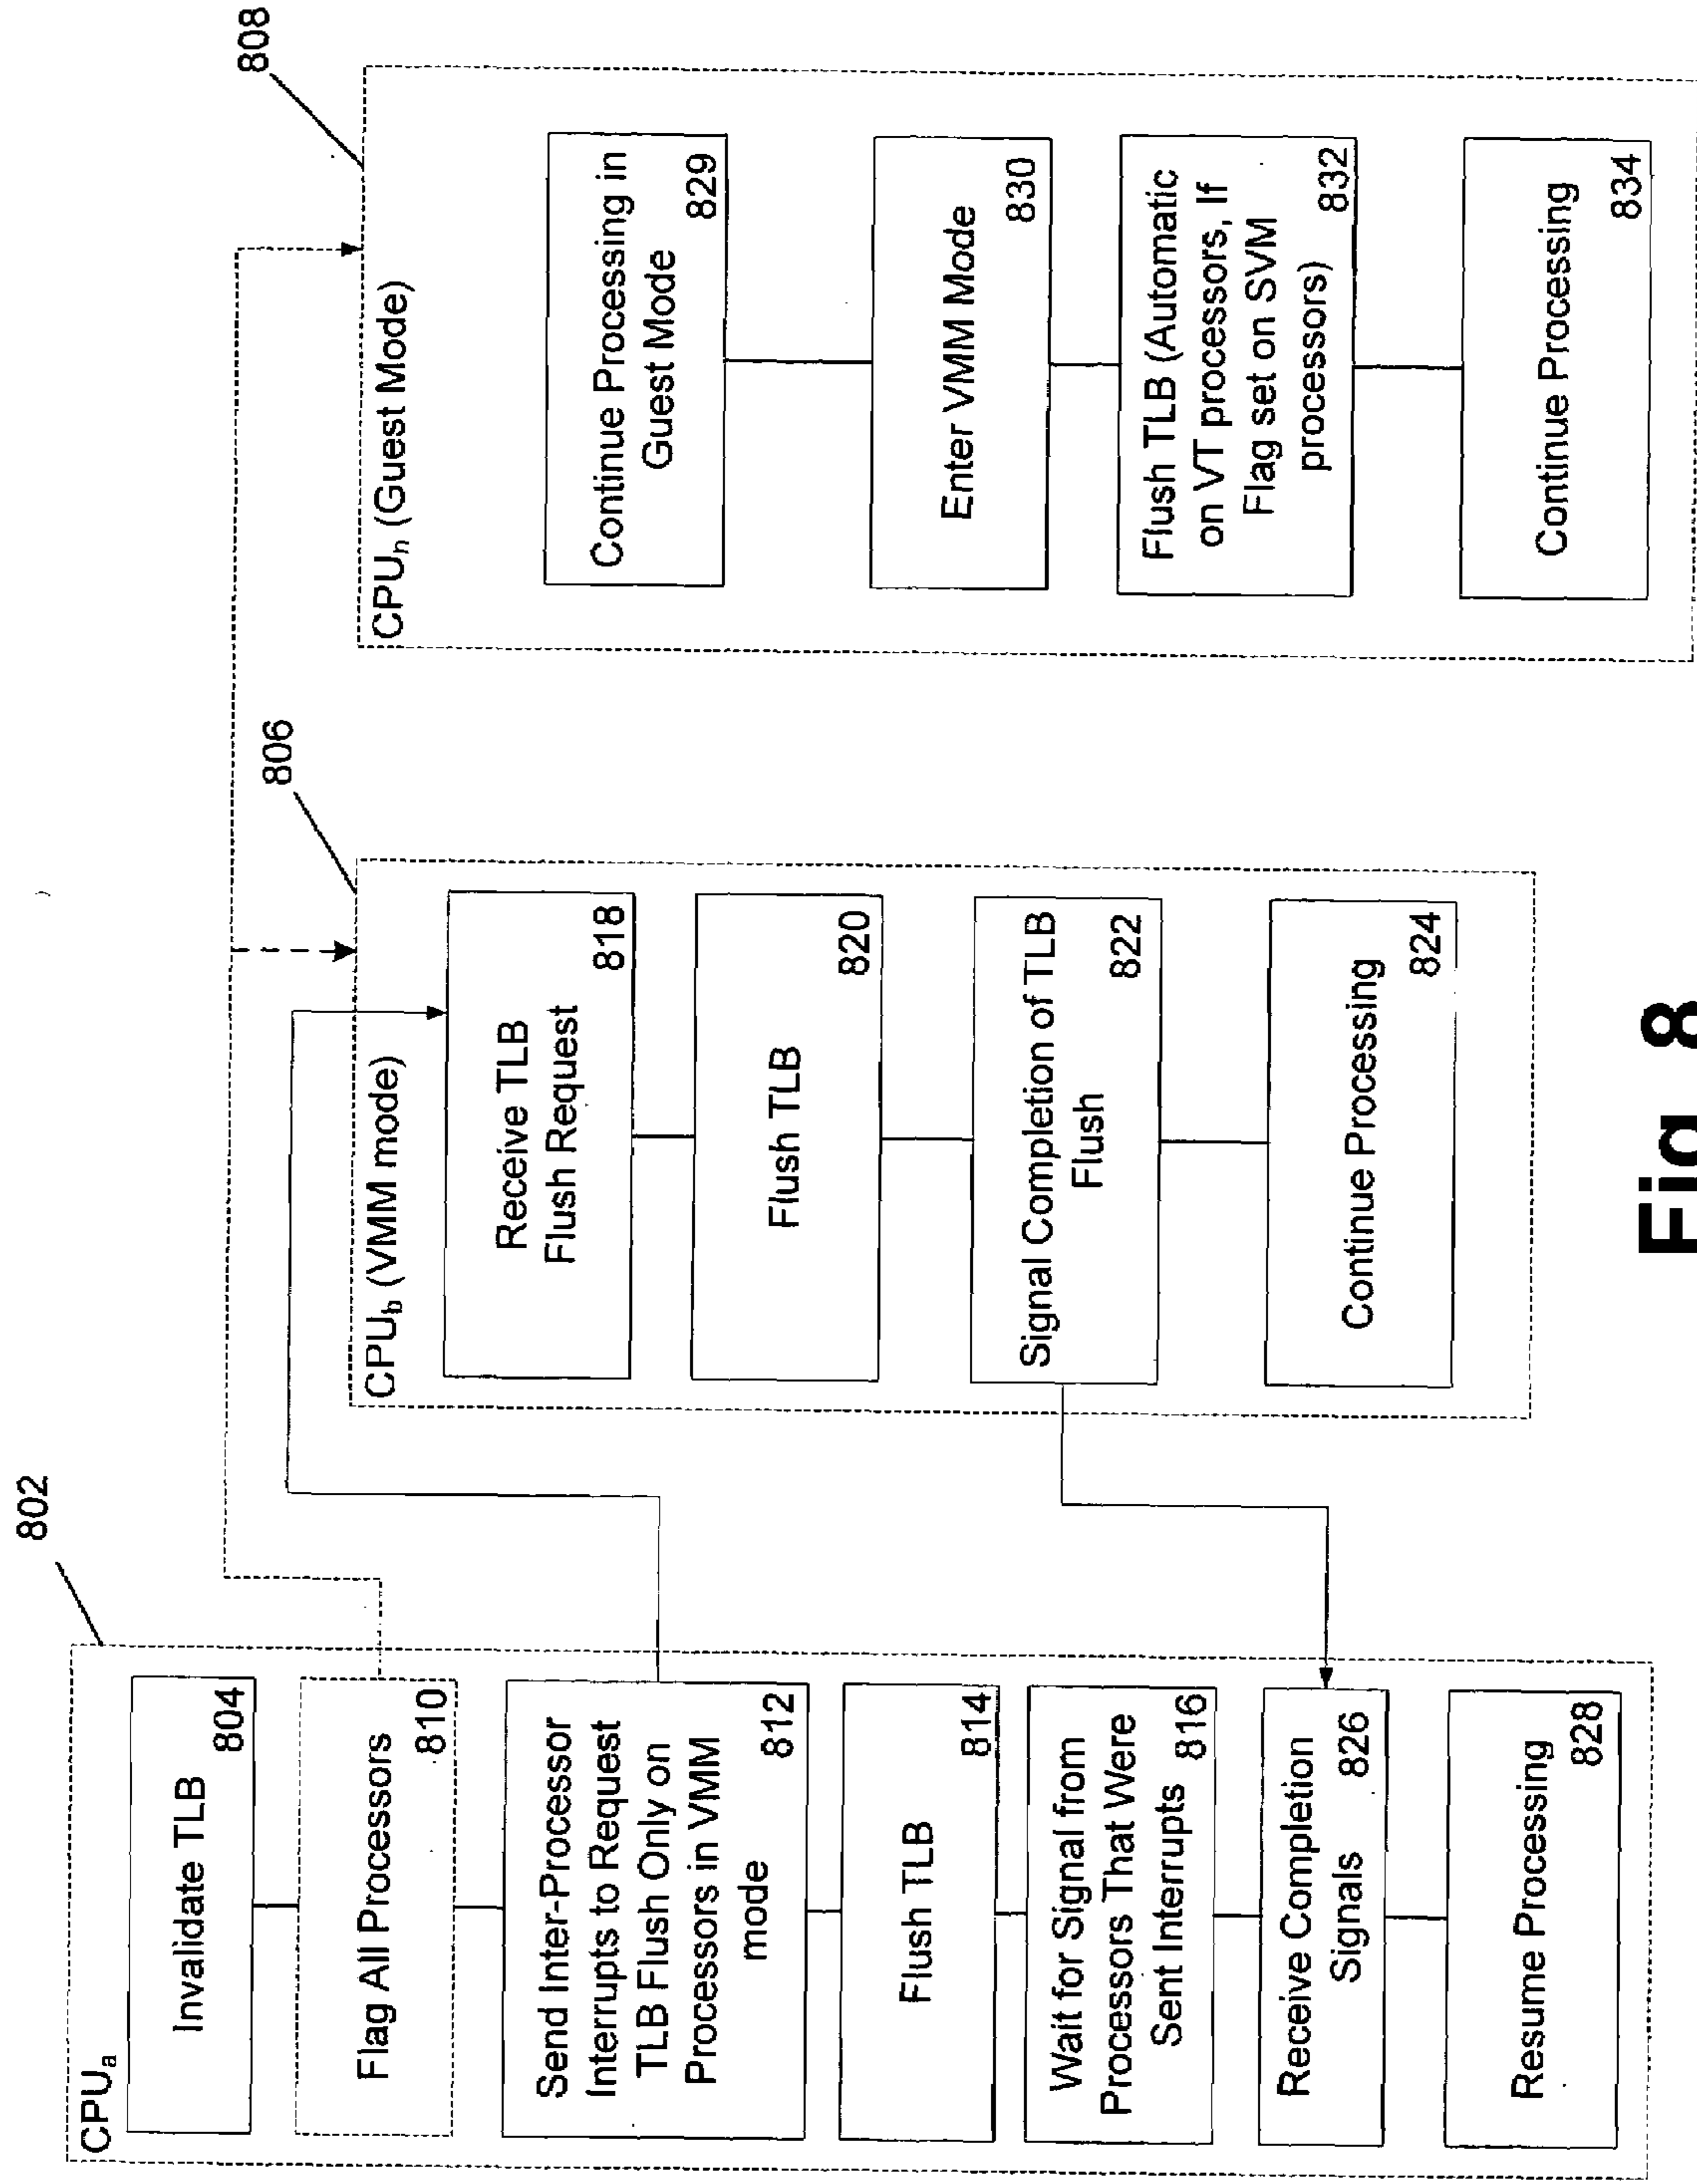 802
CPUa
Invalidate TLB
804
Flag All Processors
810
Send Inter-Processor
Interrupts to Request
TLB Flush Only on
Processors in VMM
mode
812
Flush TLB
814
Wait for Signal from
Processors That Were
Sent Interrupts
816
Receive Completion
Signals
826
Resume Processing
828
806
CPUb (VMM mode)
Receive TLB
Flush Request
818
Flush TLB
820
Signal Completion of TLB
Flush
822
Continue Processing
824
808
CPUn (Guest Mode)
Continue Processing in
Guest Mode
829
Enter VMM Mode
830
Flush TLB (Automatic
on VT processors, If
Flag set on SVM
processors)
832
Continue Processing
834
Fig. 8